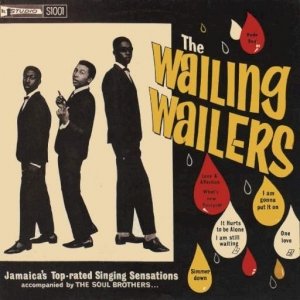 STUDIO S1001
The
WAILING
WAILERS
Rude
Boy
Love &
Affection
What's
new
Pussycat
I am
gonna
put it on
It Hurts
to be Alone
I am still
waiting
One
love
Simmer
down
Jamaica's Top-rated Singing Sensations
accompanied by THE SOUL BROTHERS...